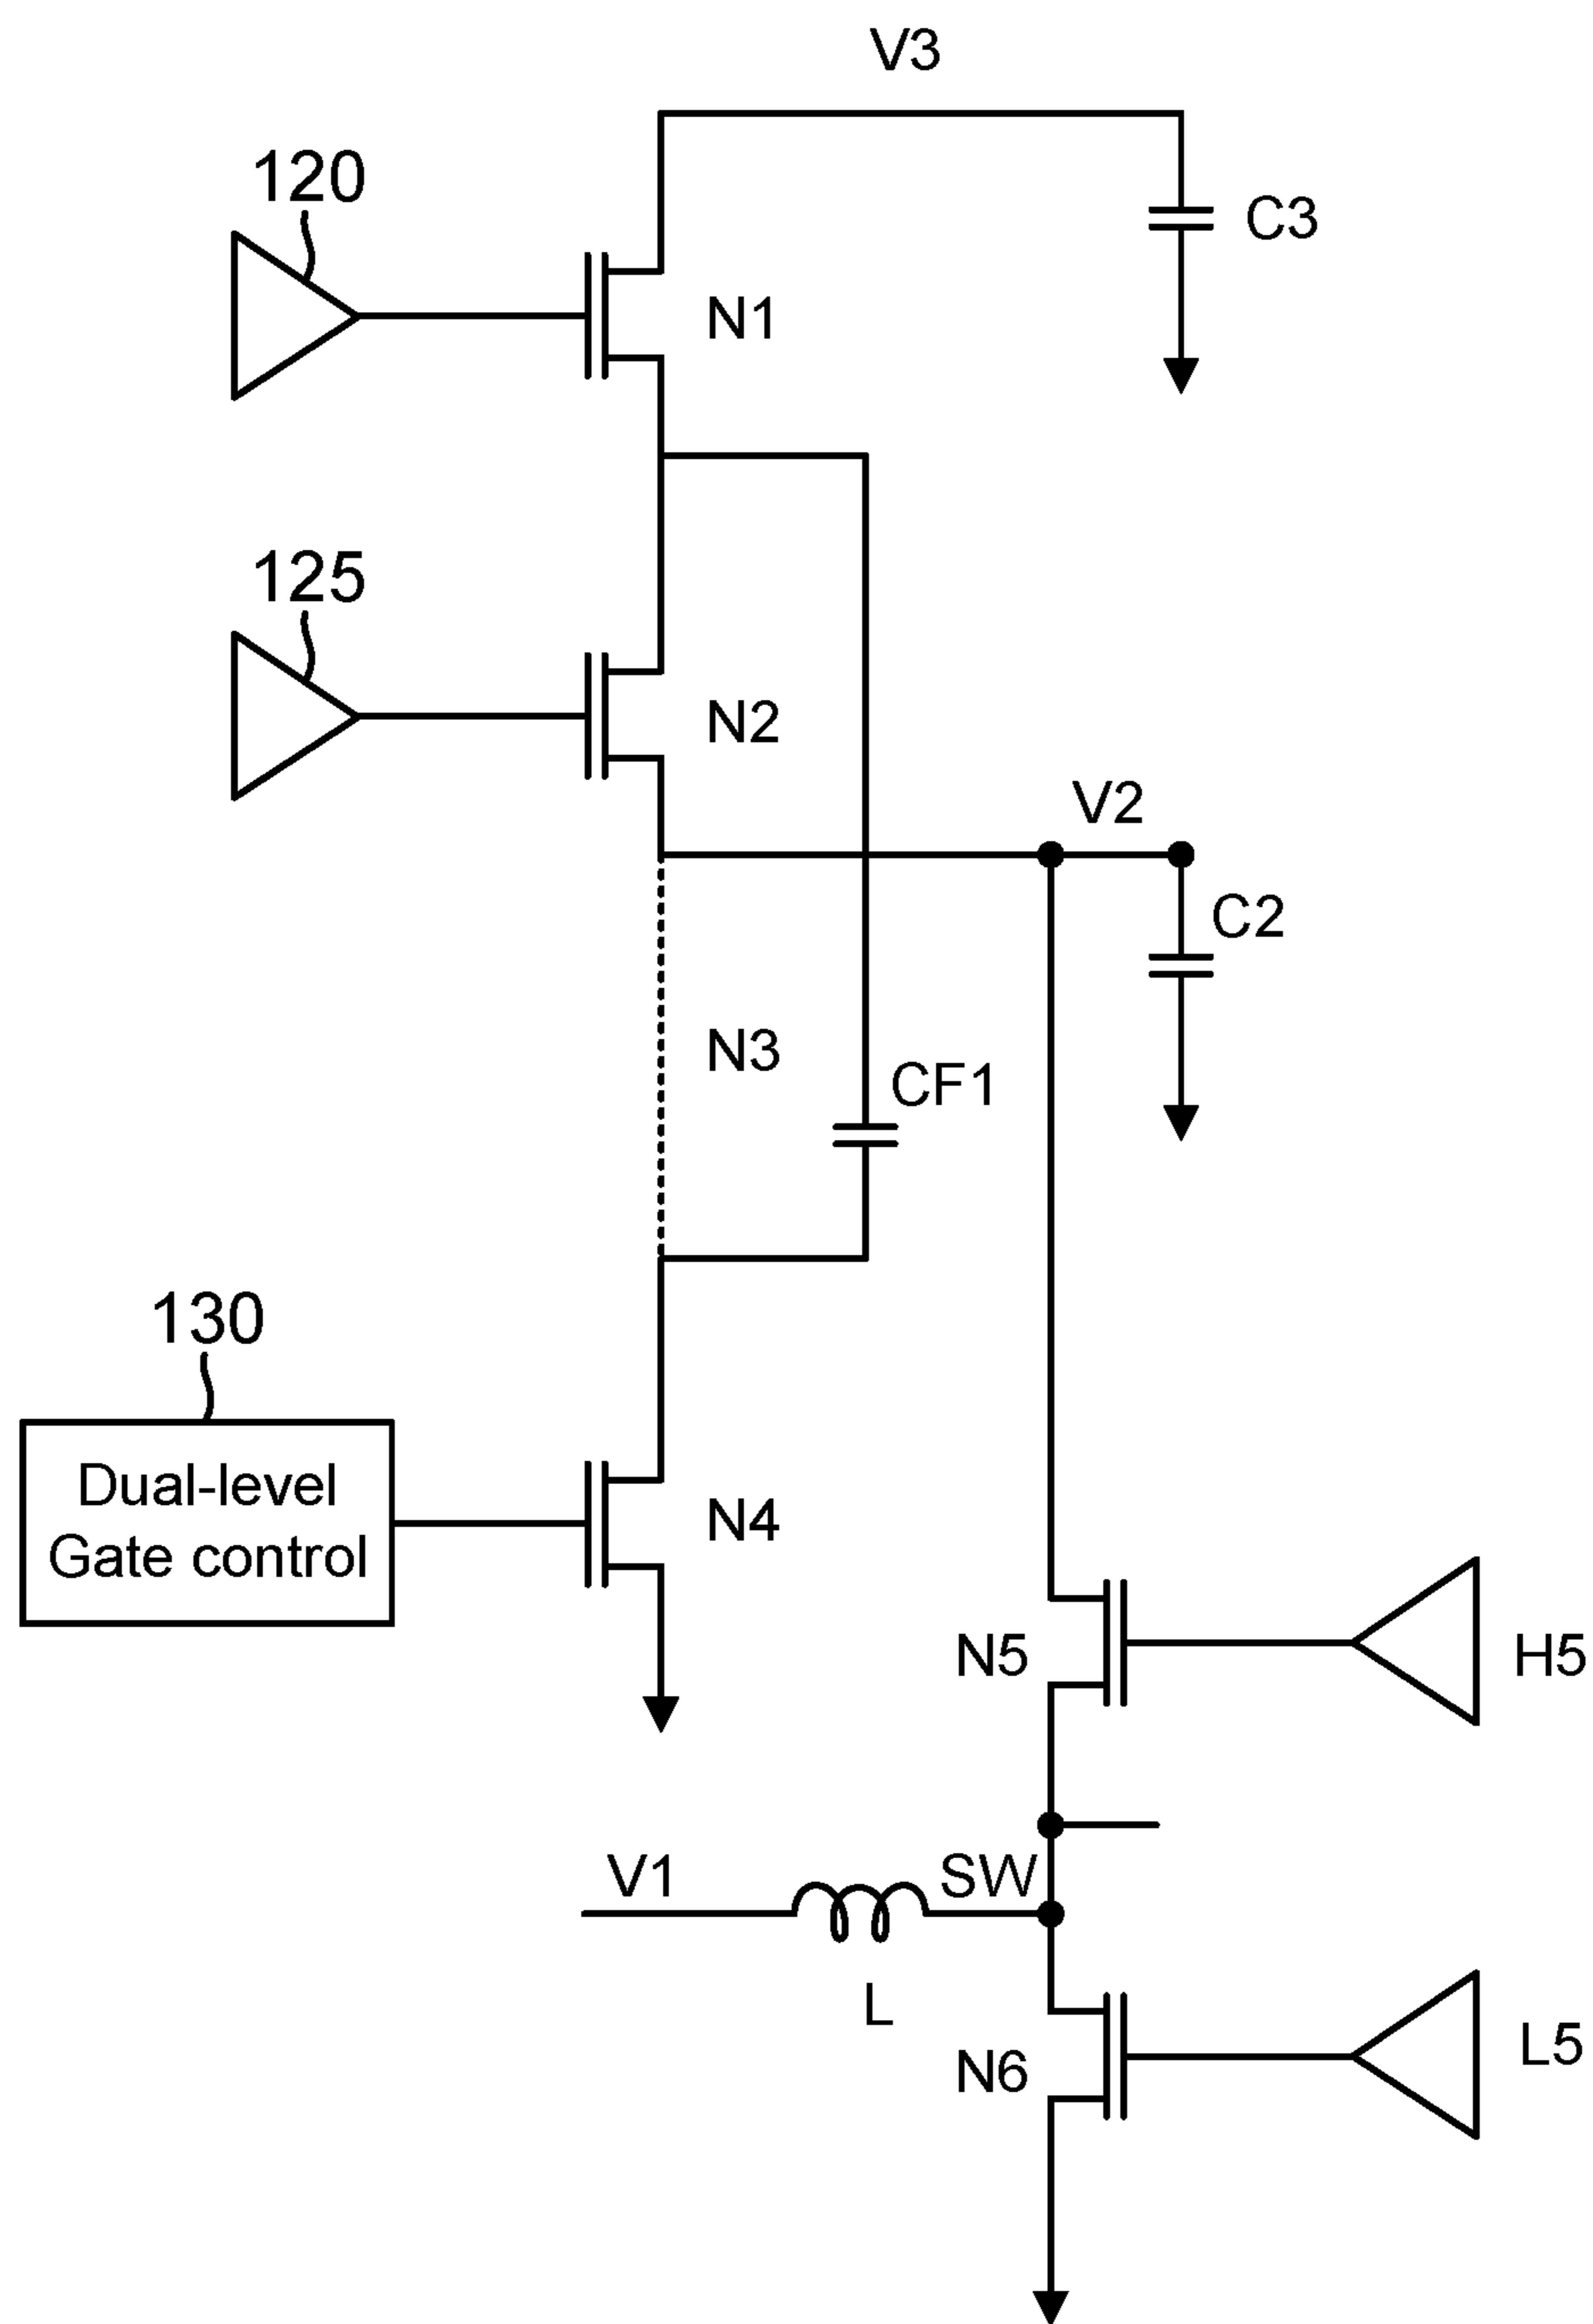 V3
120
C3
N1
125
N2
V2
C2
N3
CF1
130
Dual-level
Gate control
N4
N5
H5
V1
SW
L
N6
L5